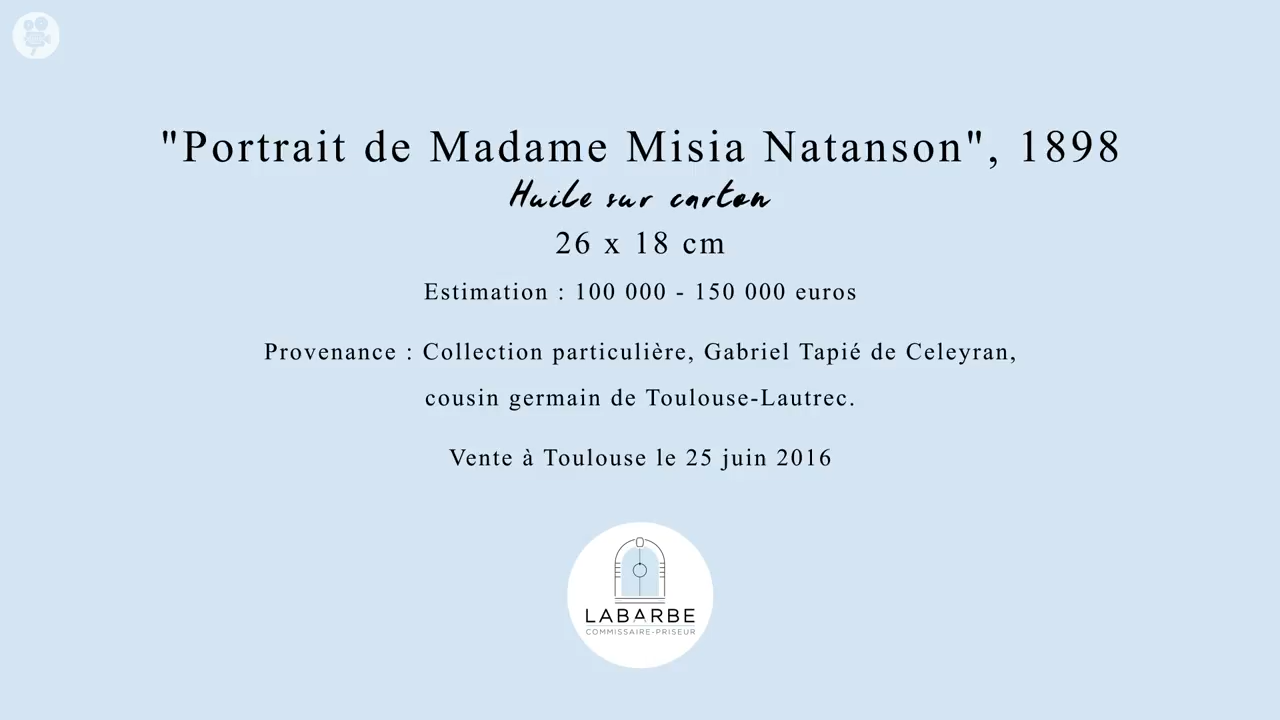 "Portrait de Madame Misia Natanson", 1898
Huile sur carton
26 x 18 cm
Estimation : 100 000 - 150 000 euros
Provenance : Collection particulière, Gabriel Tapié de Celeyran,
cousin germain de Toulouse-Lautrec.
Vente à Toulouse le 25 juin 2016
LABARBE
COMMISSAIRE-PRISEUR